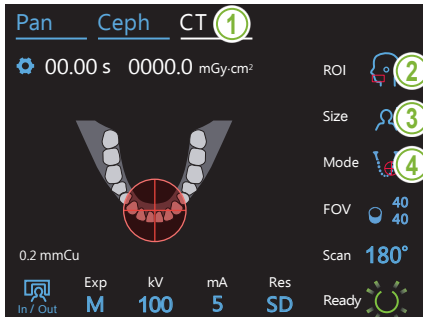 Pan Ceph CT 1
00.00 s 0000.0 mGy·cm²
ROI 2
Size 3
Mode 4
FOV 40
40
0.2 mmCu
Scan 180°
Exp kV mA Res
In / Out M 100 5 SD
Ready